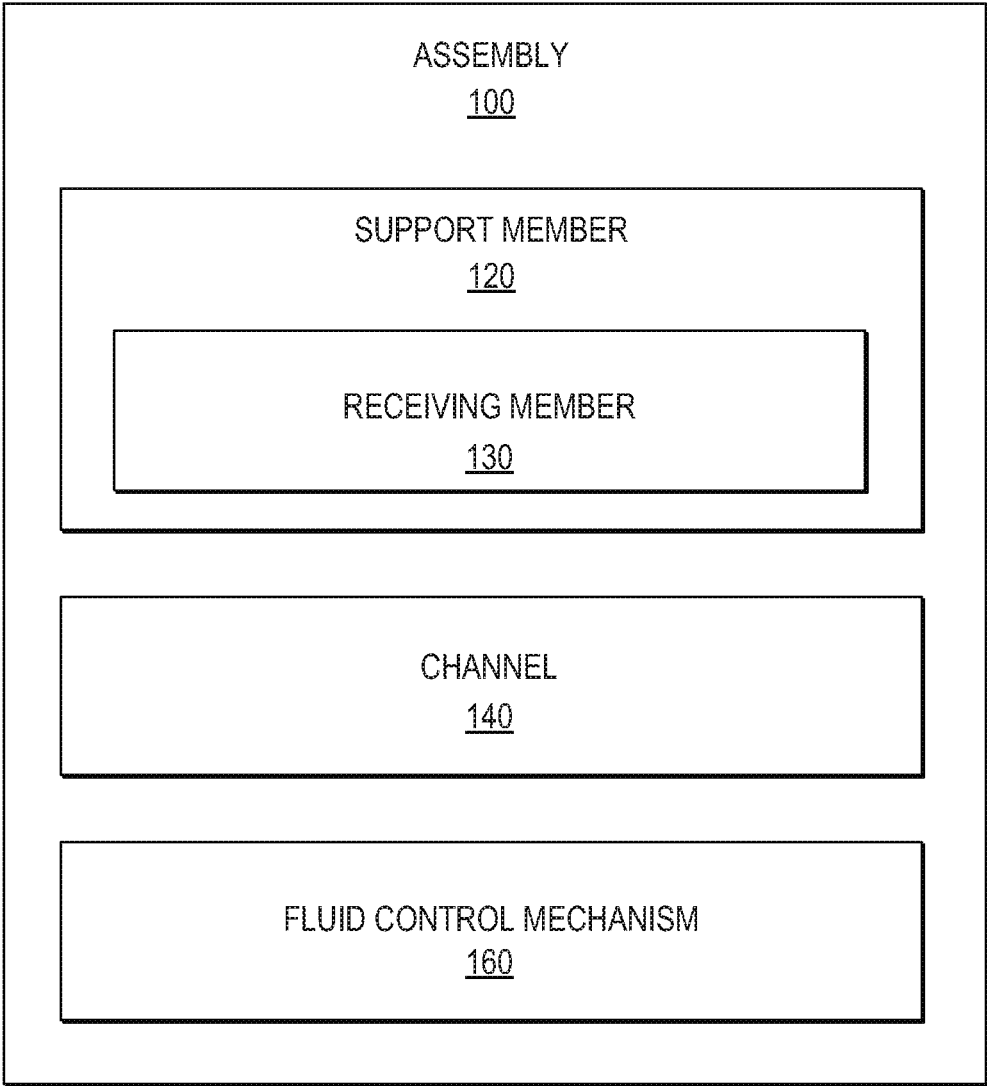 ASSEMBLY
100
SUPPORT MEMBER
120
RECEIVING MEMBER
130
CHANNEL
140
FLUID CONTROL MECHANISM
160